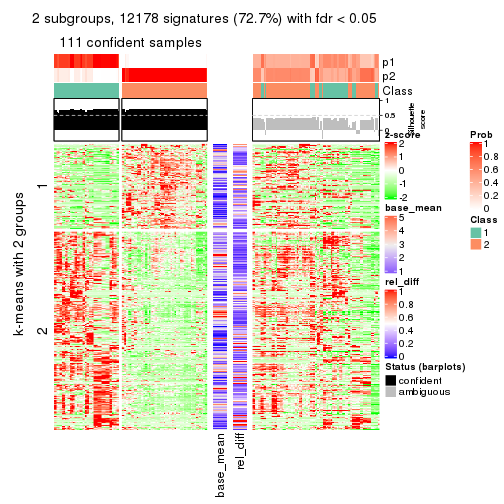 2 subgroups, 12178 signatures (72.7%) with fdr < 0.05
111 confident samples
p1
p2
Class
1
0.5
0
Silhouette
score
k-means with 2 groups
1
2
base_mean
rel_diff
z-score
2
1
0
-1
-2
base_mean
5
4
3
2
1
rel_diff
1
0.8
0.6
0.4
0.2
0
Status (barplots)
confident
ambiguous
Prob
1
0.8
0.6
0.4
0.2
0
Class
1
2